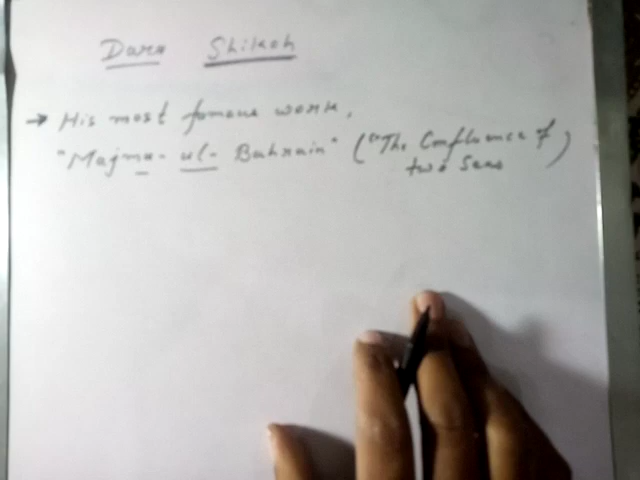 Dara Shikoh
→ His most famous work,
"Majma-ul-Bahrain" ("The Confluence of
two Seas)